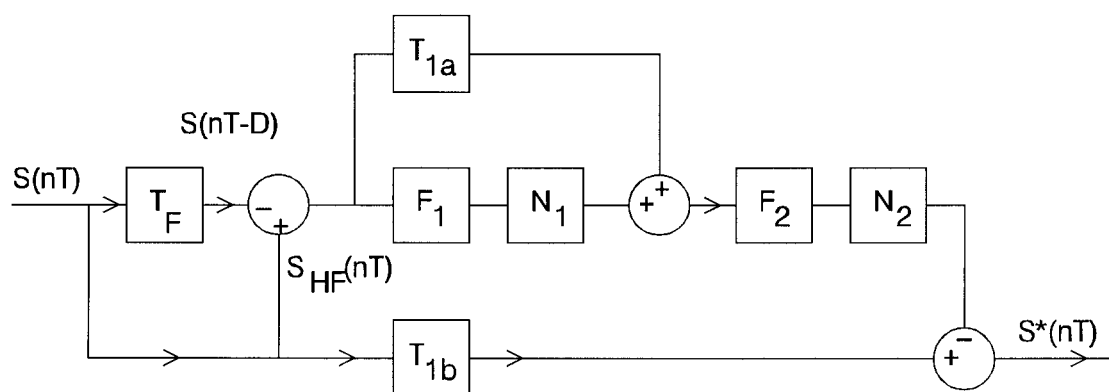 T1a
S(nT-D)
S(nT)
TF
−
+
F1
N1
+ +
F2
N2
SHF(nT)
T1b
+ −
S*(nT)